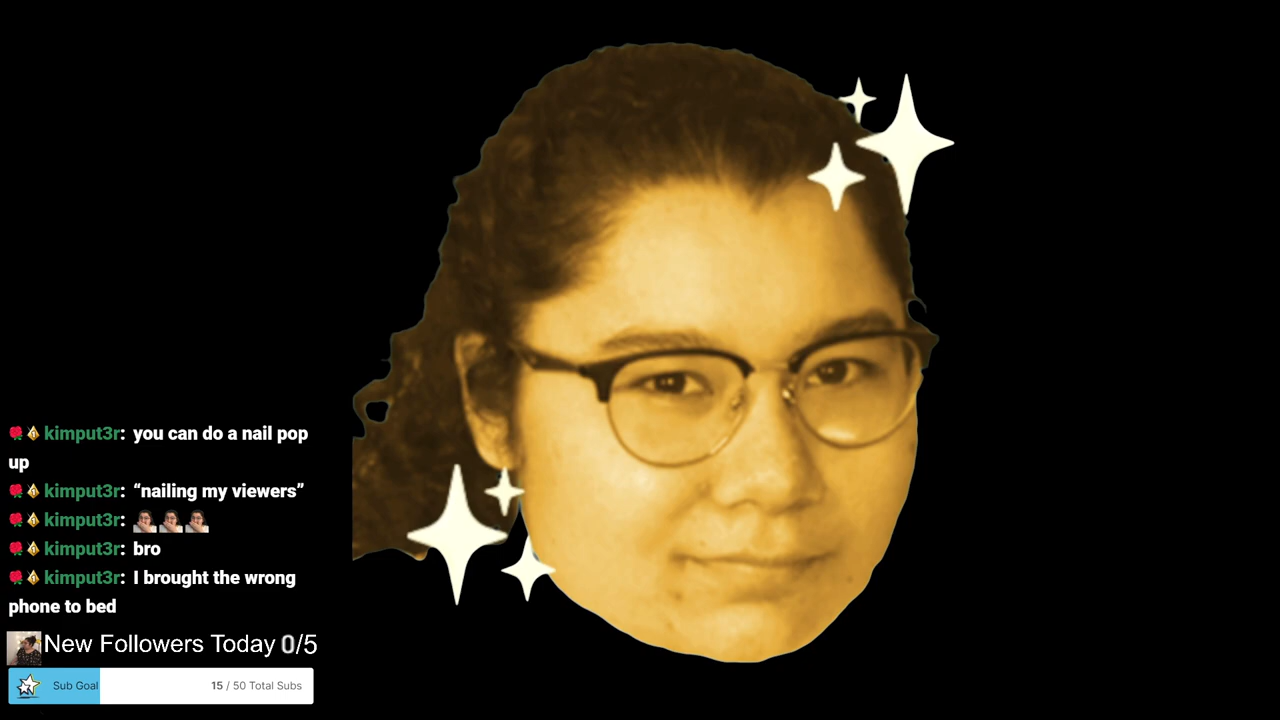 kimput3r: you can do a nail pop
up
kimput3r: “nailing my viewers”
kimput3r:
kimput3r: bro
kimput3r: I brought the wrong
phone to bed
New Followers Today 0/5
Sub Goal 15 / 50 Total Subs